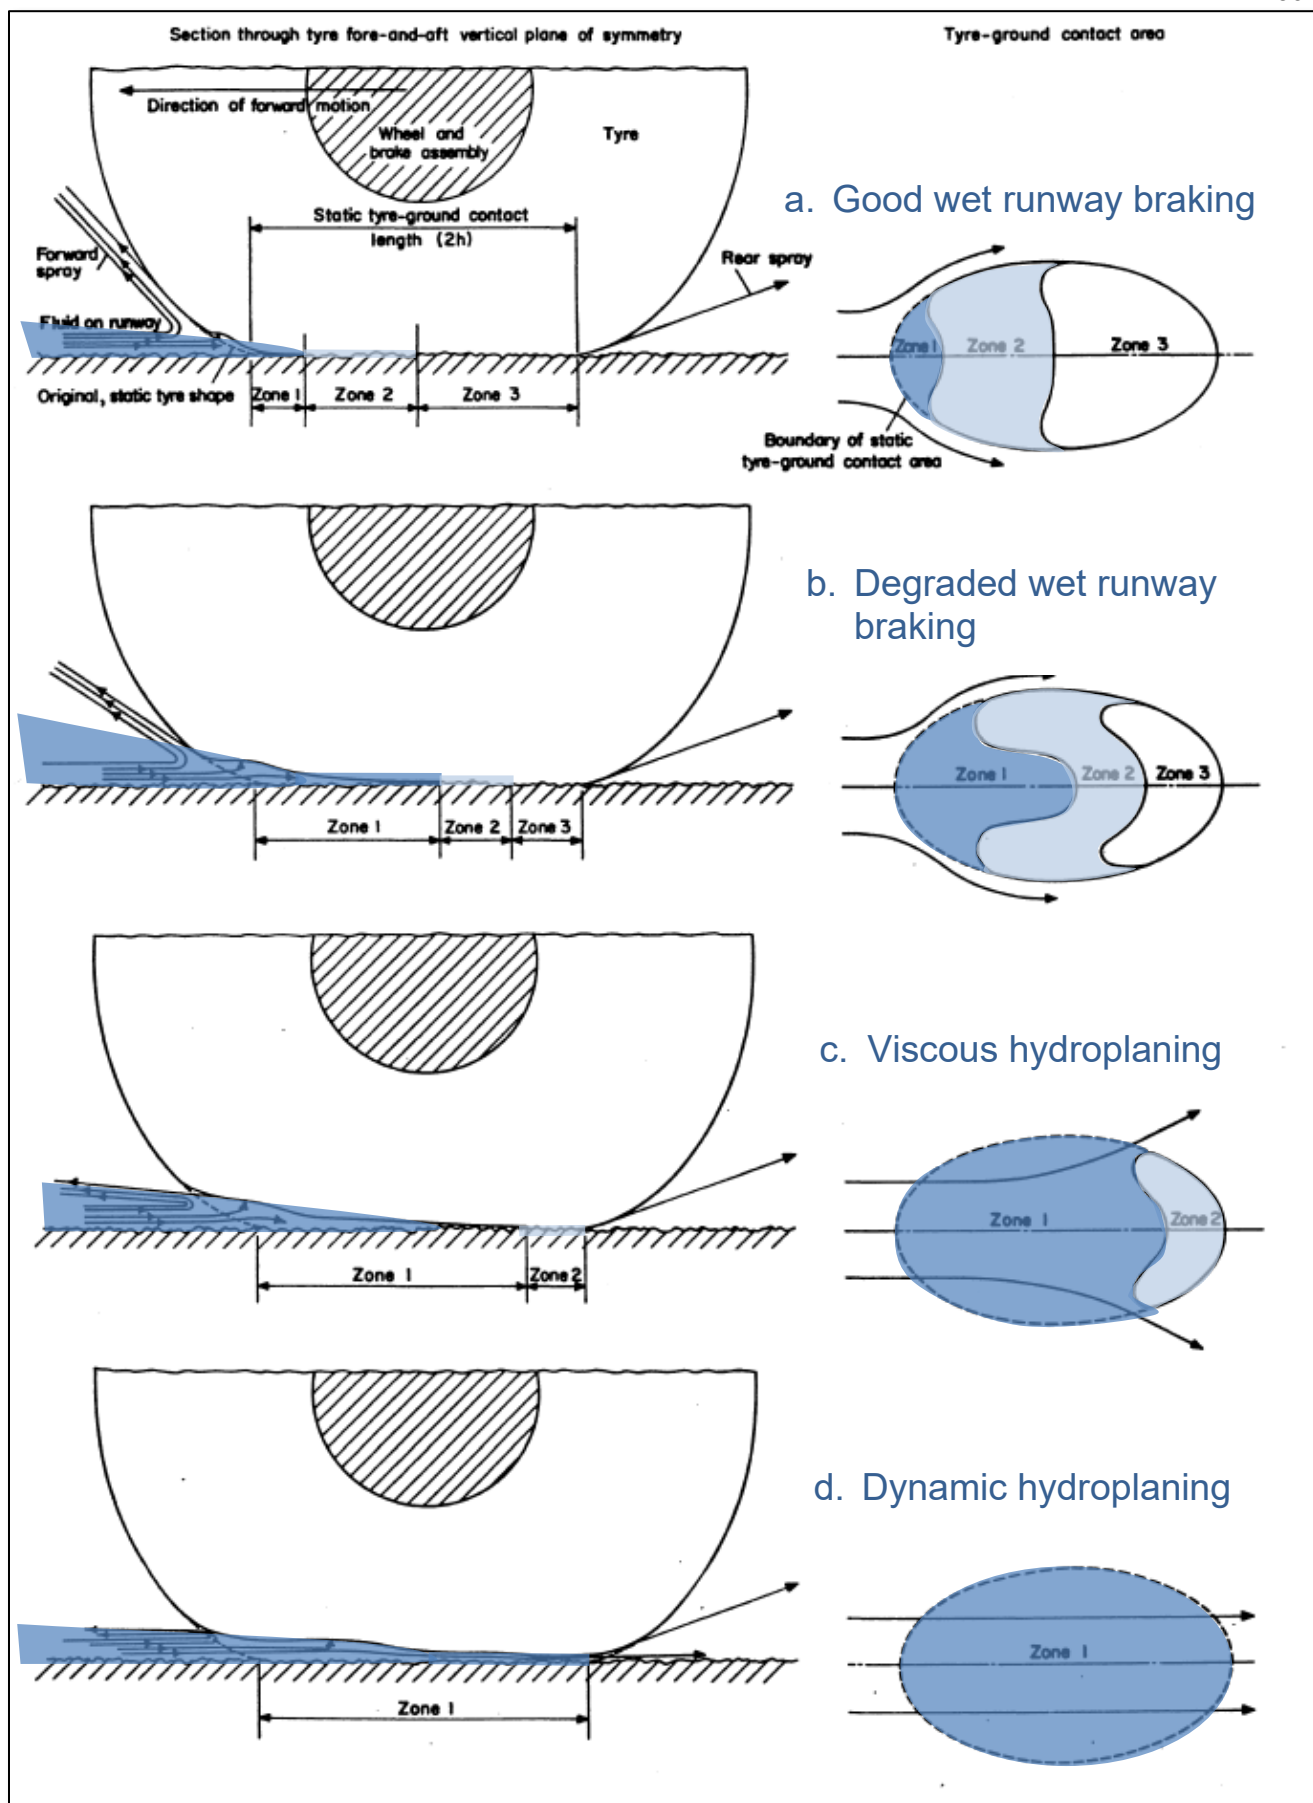 Section through tyre fore-and-aft vertical plane of symmetry
Tyre-ground contact area
Direction of forward motion
Wheel and
brake assembly
Tyre
a. Good wet runway braking
Static tyre-ground contact
length (2h)
Forward
spray
Rear spray
Fluid on runway
Zone 1
Zone 2
Zone 3
Original, static tyre shape
Zone 1
Zone 2
Zone 3
Boundary of static
tyre-ground contact area
b. Degraded wet runway
braking
Zone 1
Zone 2
Zone 3
Zone 1
Zone 2
Zone 3
c. Viscous hydroplaning
Zone 1
Zone 2
Zone 1
Zone 2
d. Dynamic hydroplaning
Zone 1
Zone 1